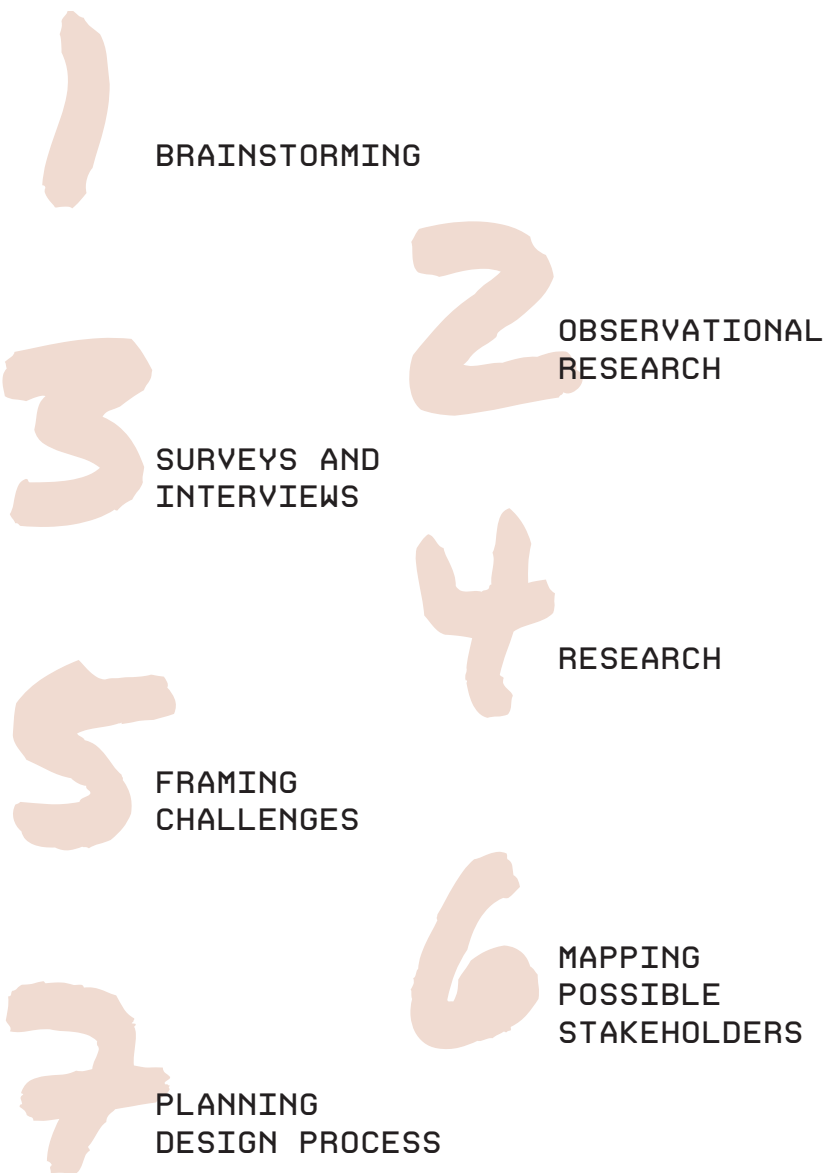 1
BRAINSTORMING
2
OBSERVATIONAL
RESEARCH
3
SURVEYS AND
INTERVIEWS
4
RESEARCH
5
FRAMING
CHALLENGES
6
MAPPING
POSSIBLE
STAKEHOLDERS
7
PLANNING
DESIGN PROCESS